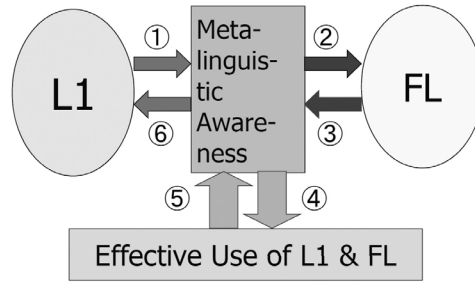 ① Meta- ②
linguis-
L1 tic FL
Aware-
⑥ ness ③
⑤ ④
Effective Use of L1 & FL